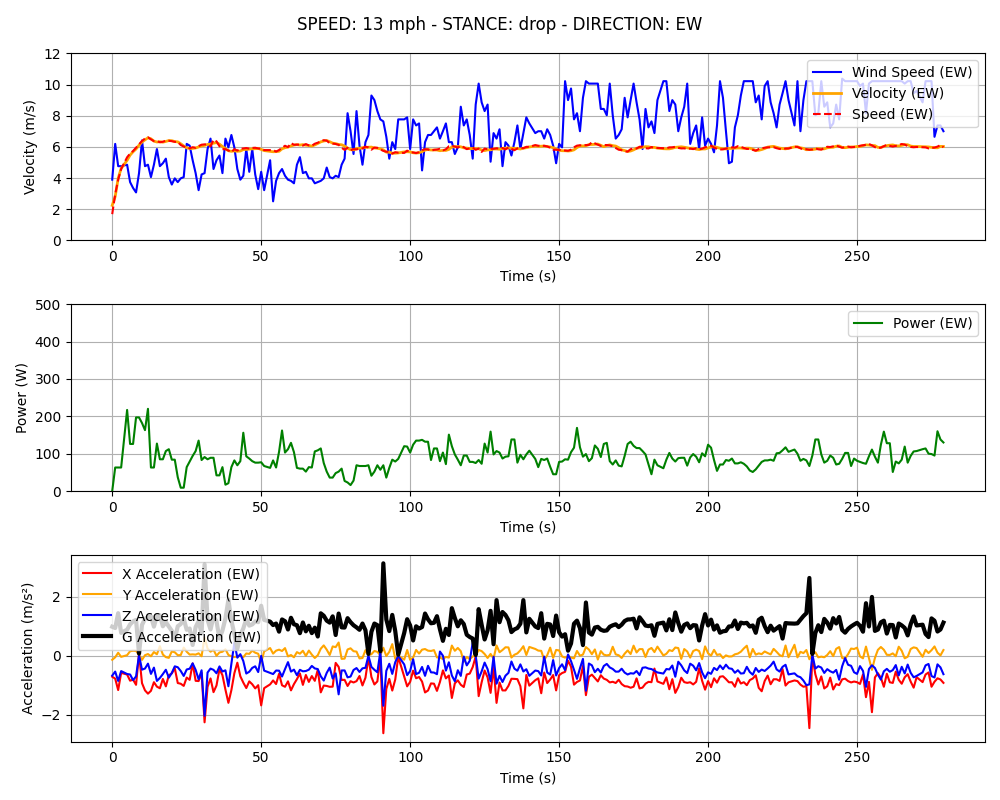 SPEED: 13 mph - STANCE: drop - DIRECTION: EW
12
10
8
6
4
2
0
Velocity (m/s)
Wind Speed (EW)
Velocity (EW)
Speed (EW)
0 50 100 150 200 250
Time (s)
500
400
300
200
100
0
Power (W)
Power (EW)
0 50 100 150 200 250
Time (s)
2
0
−2
Acceleration (m/s²)
X Acceleration (EW)
Y Acceleration (EW)
Z Acceleration (EW)
G Acceleration (EW)
0 50 100 150 200 250
Time (s)